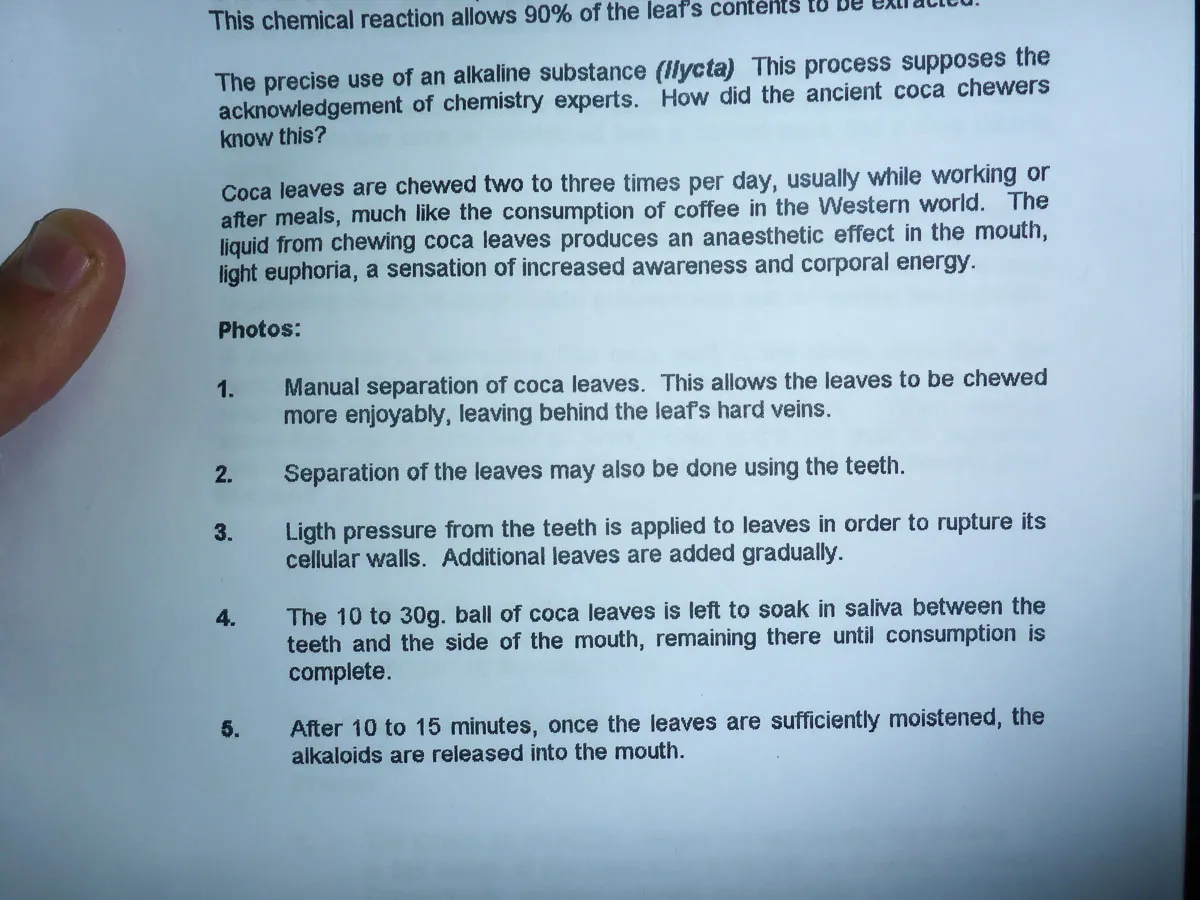 This chemical reaction allows 90% of the leaf's contents to be extracted.
The precise use of an alkaline substance (llycta) This process supposes the
acknowledgement of chemistry experts. How did the ancient coca chewers
know this?
Coca leaves are chewed two to three times per day, usually while working or
after meals, much like the consumption of coffee in the Western world. The
liquid from chewing coca leaves produces an anaesthetic effect in the mouth,
light euphoria, a sensation of increased awareness and corporal energy.
Photos:
1. Manual separation of coca leaves. This allows the leaves to be chewed
more enjoyably, leaving behind the leaf's hard veins.
2. Separation of the leaves may also be done using the teeth.
3. Ligth pressure from the teeth is applied to leaves in order to rupture its
cellular walls. Additional leaves are added gradually.
4. The 10 to 30g. ball of coca leaves is left to soak in saliva between the
teeth and the side of the mouth, remaining there until consumption is
complete.
5. After 10 to 15 minutes, once the leaves are sufficiently moistened, the
alkaloids are released into the mouth.